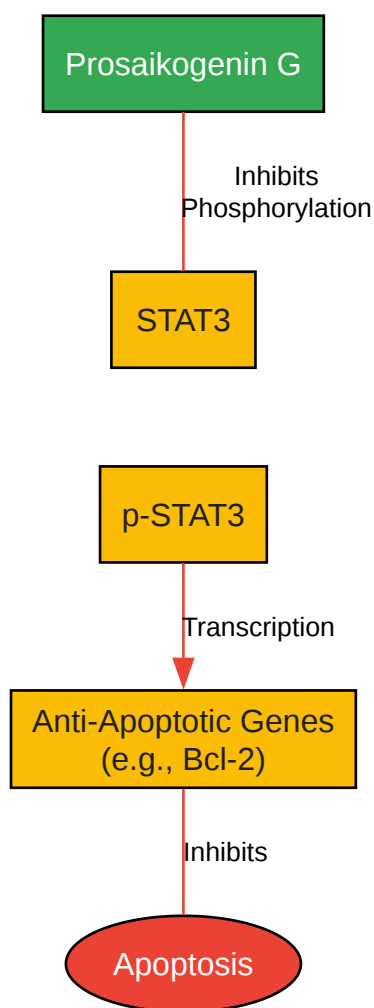 Prosaikogenin G
Inhibits
Phosphorylation
STAT3
p-STAT3
Transcription
Anti-Apoptotic Genes
(e.g., Bcl-2)
Inhibits
Apoptosis